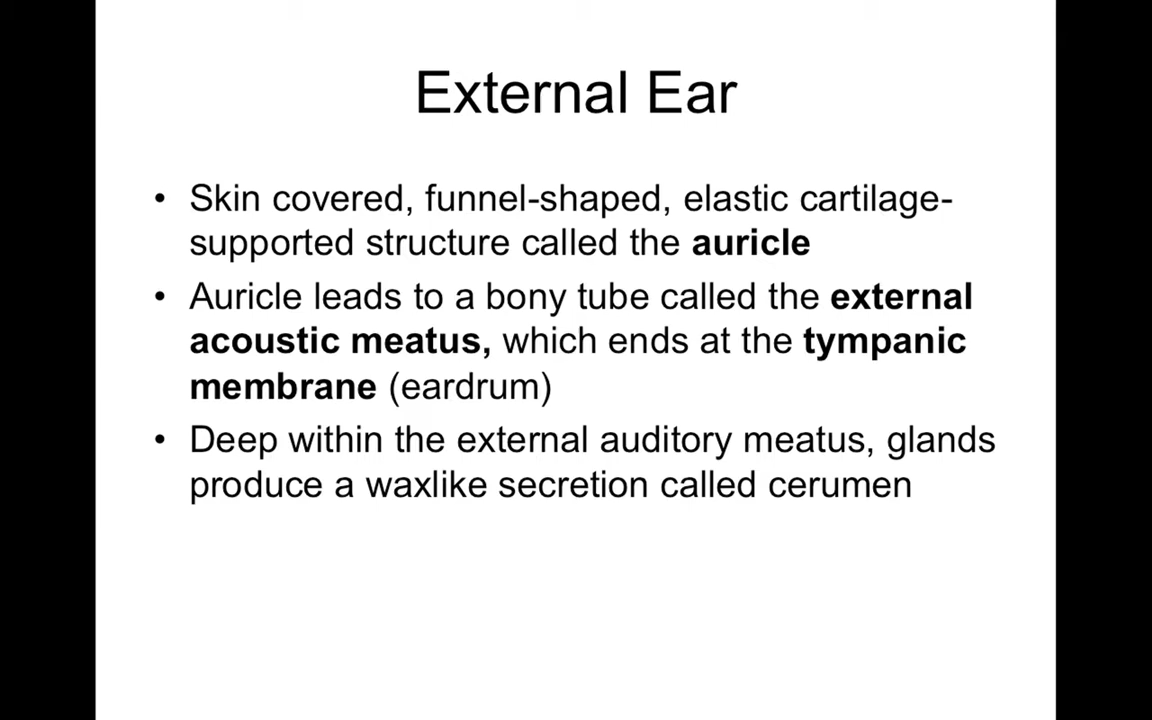 External Ear
• Skin covered, funnel-shaped, elastic cartilage-
supported structure called the auricle
• Auricle leads to a bony tube called the external
acoustic meatus, which ends at the tympanic
membrane (eardrum)
• Deep within the external auditory meatus, glands
produce a waxlike secretion called cerumen